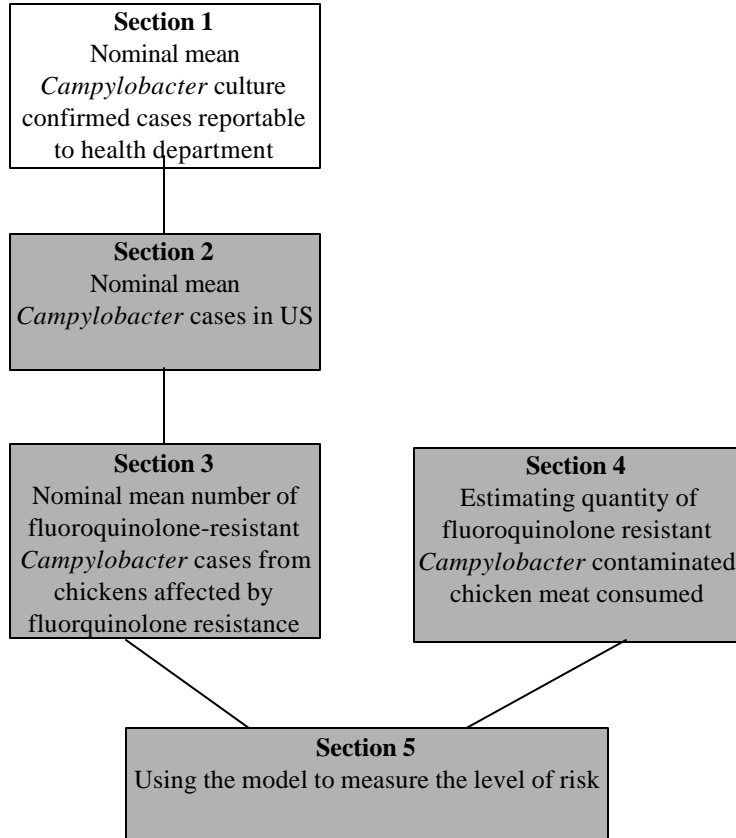 Section 1
Nominal mean
Campylobacter culture
confirmed cases reportable
to health department
Section 2
Nominal mean
Campylobacter cases in US
Section 3
Nominal mean number of
fluoroquinolone-resistant
Campylobacter cases from
chickens affected by
fluorquinolone resistance
Section 4
Estimating quantity of
fluoroquinolone resistant
Campylobacter contaminated
chicken meat consumed
Section 5
Using the model to measure the level of risk